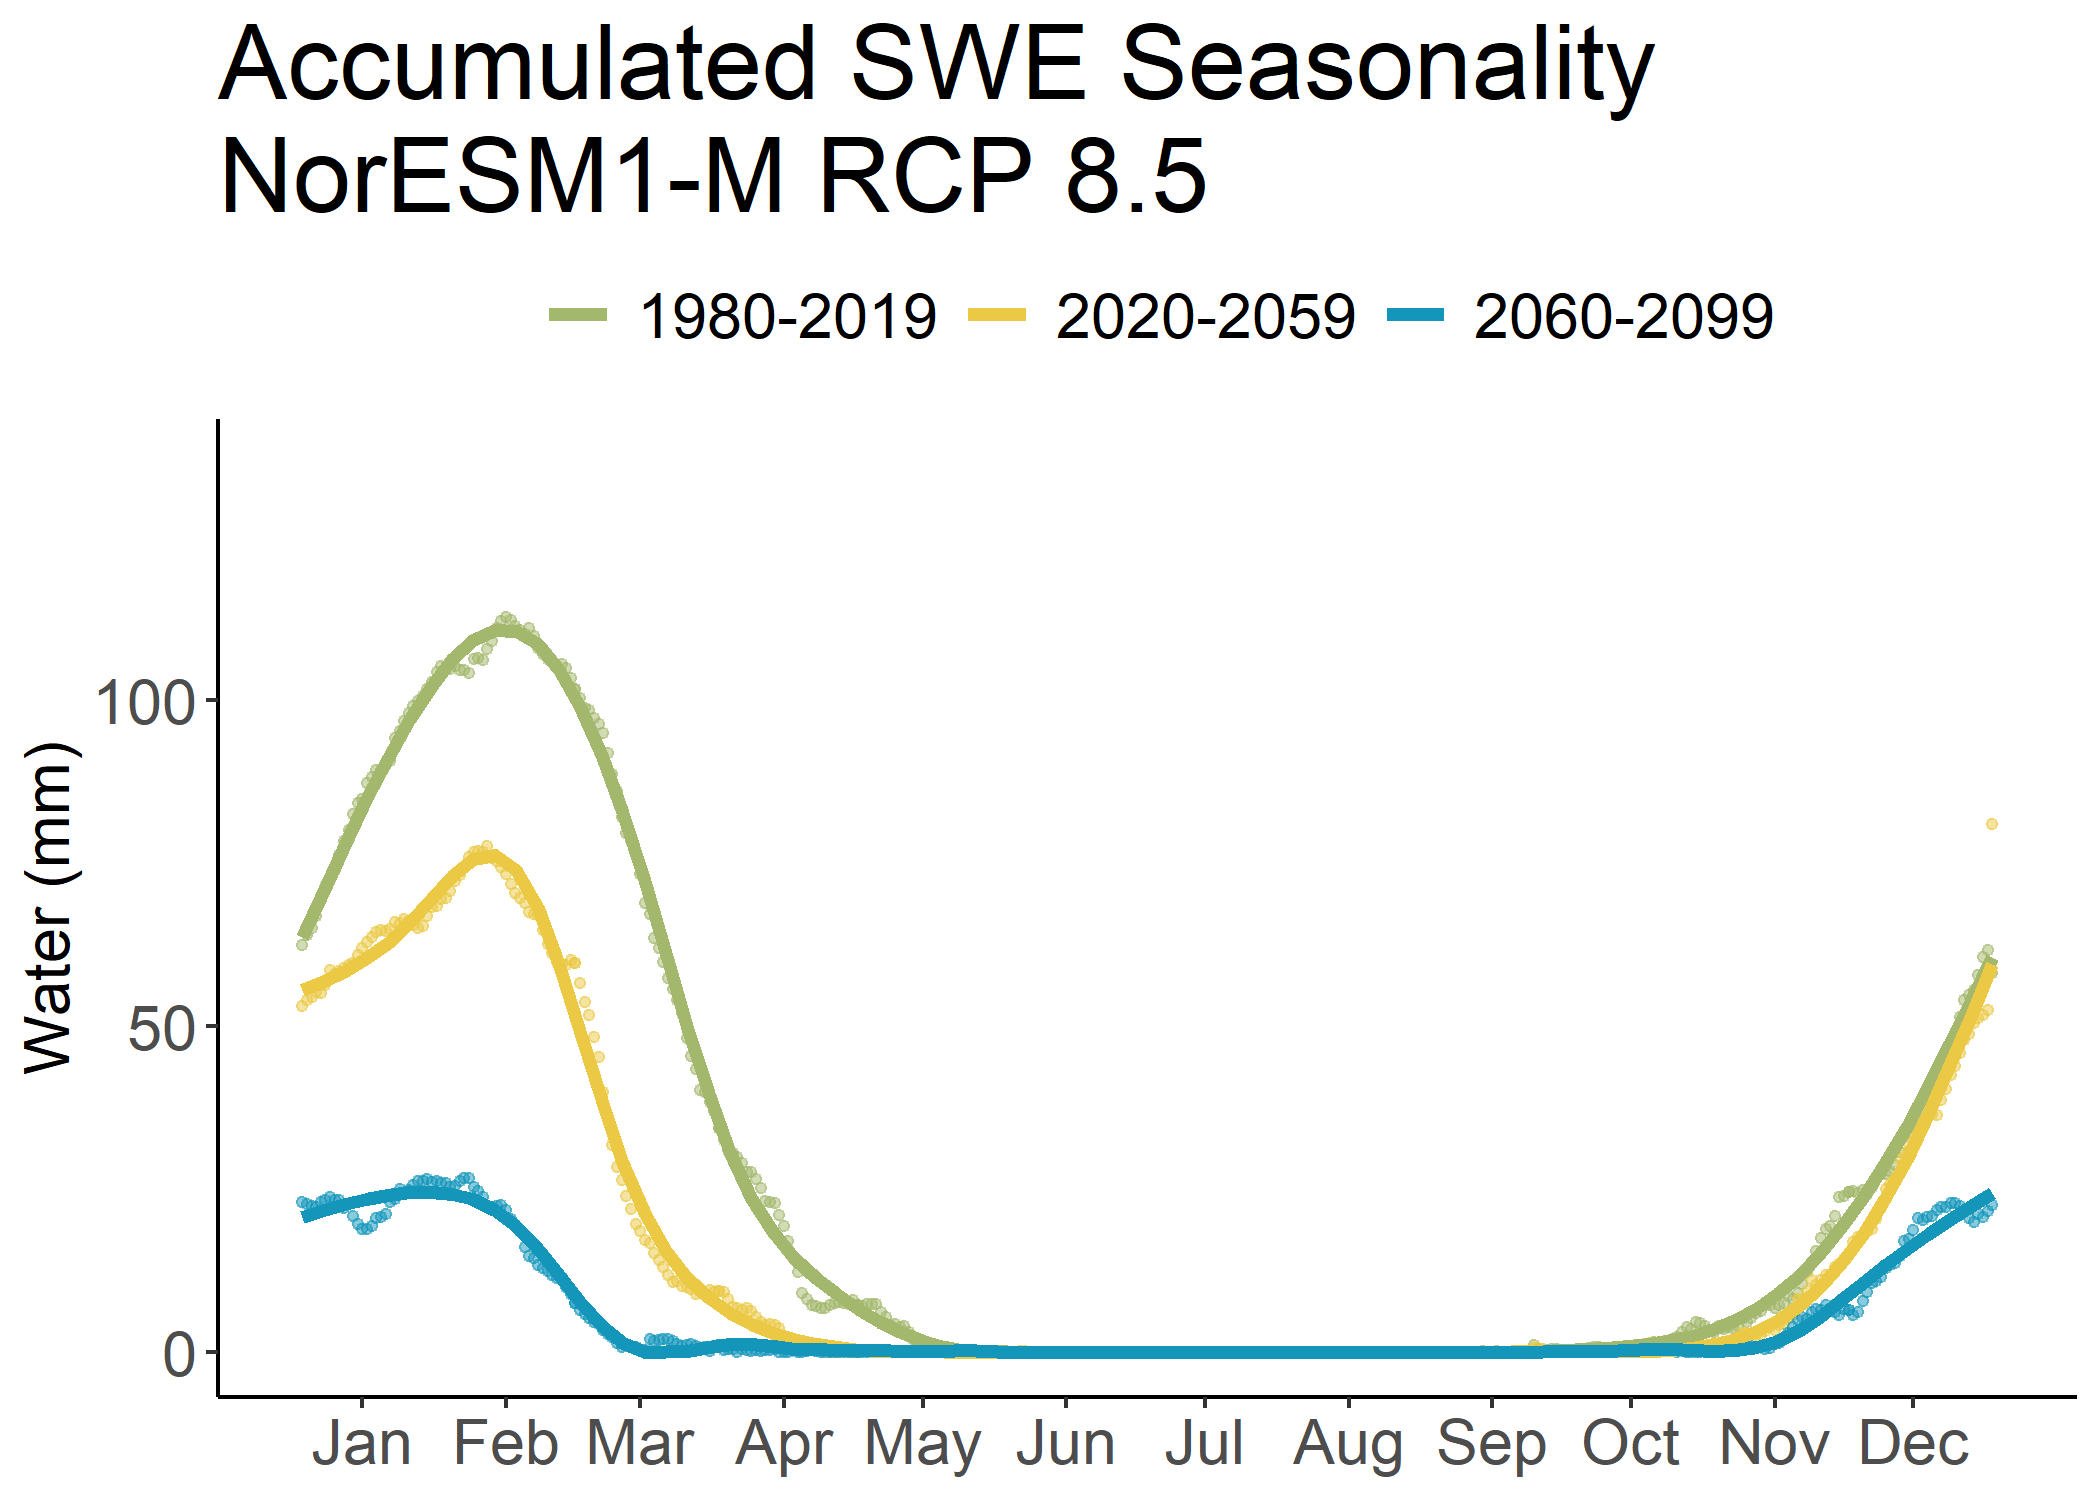 Accumulated SWE Seasonality
NorESM1-M RCP 8.5
1980-2019 2020-2059 2060-2099
Water (mm)
100
50
0
Jan Feb Mar Apr May Jun Jul Aug Sep Oct Nov Dec